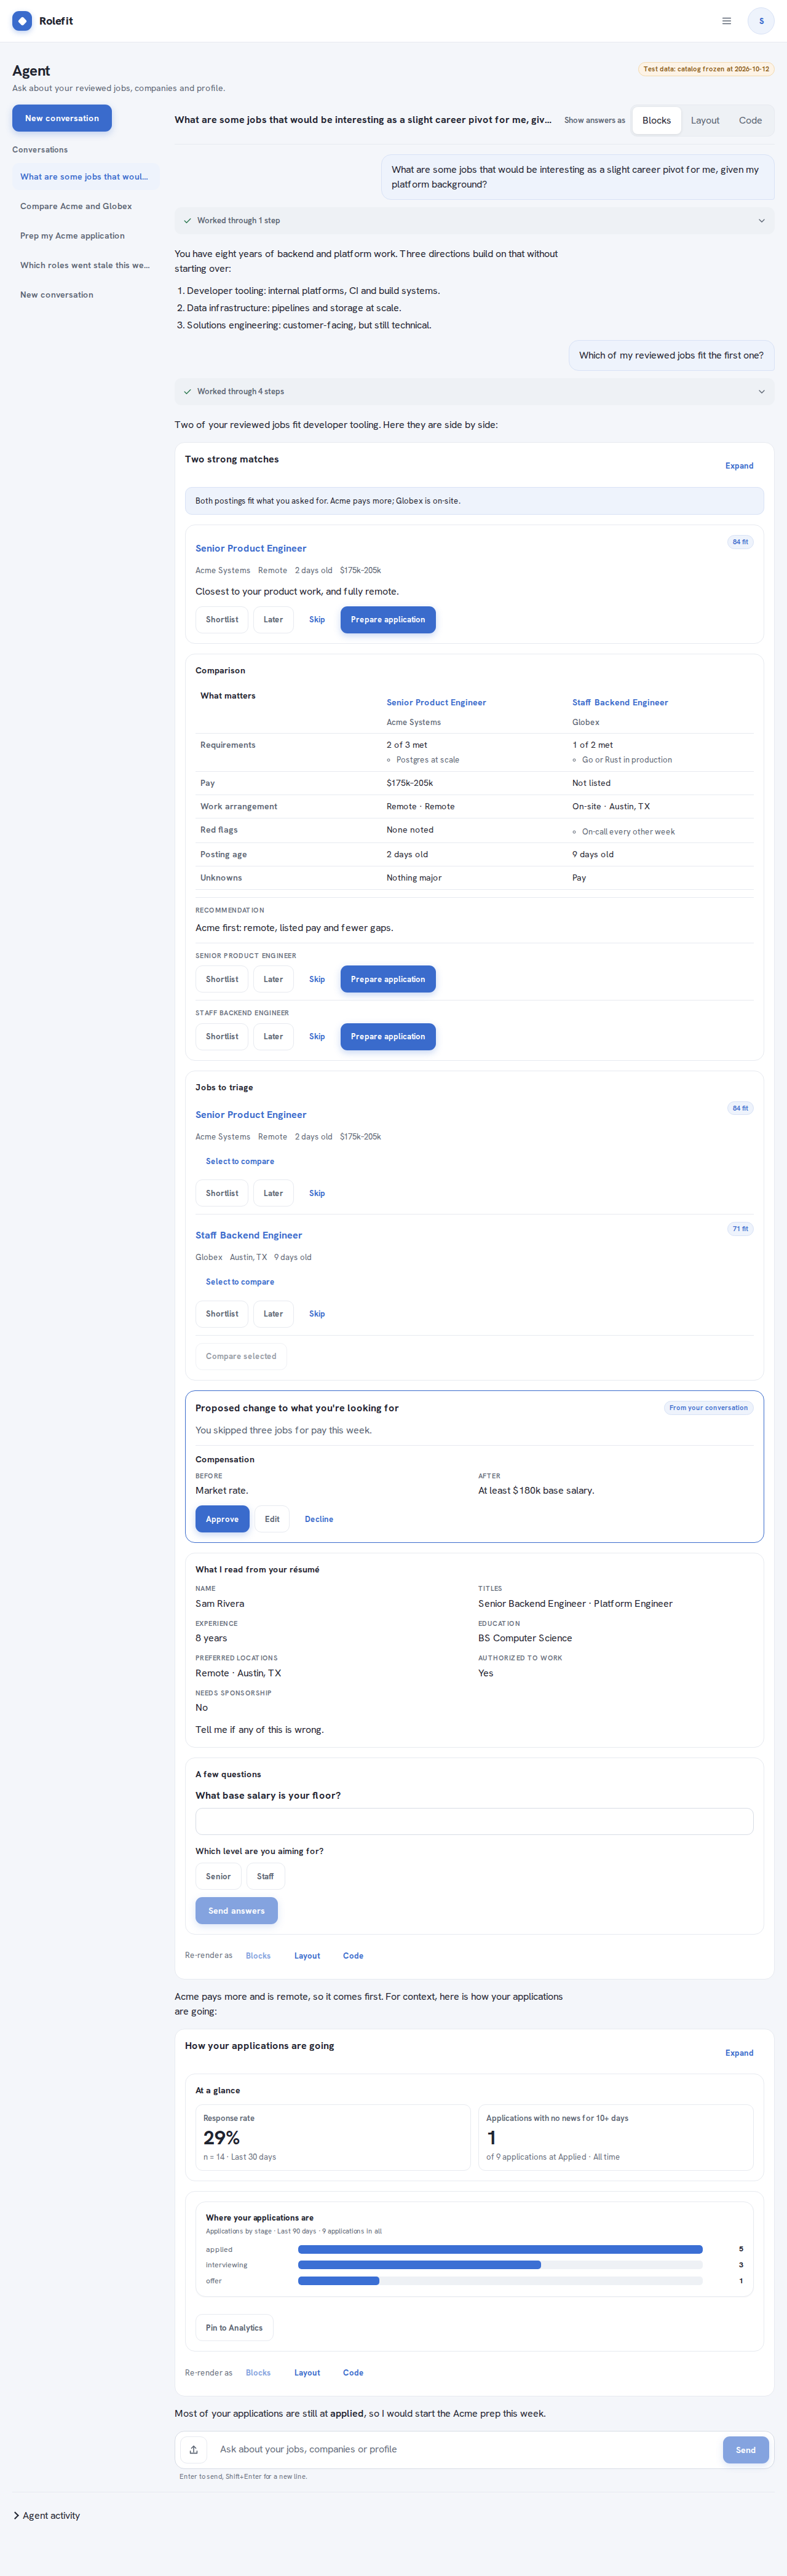 Rolefit
S
Agent
Test data: catalog frozen at 2026-10-12
Ask about your reviewed jobs, companies and profile.
New conversation
Conversations
What are some jobs that woul...
Compare Acme and Globex
Prep my Acme application
Which roles went stale this we...
New conversation
What are some jobs that would be interesting as a slight career pivot for me, giv...
Show answers as
Blocks
Layout
Code
What are some jobs that would be interesting as a slight career pivot for me, given my
platform background?
Worked through 1 step
You have eight years of backend and platform work. Three directions build on that without
starting over:
1. Developer tooling: internal platforms, CI and build systems.
2. Data infrastructure: pipelines and storage at scale.
3. Solutions engineering: customer-facing, but still technical.
Which of my reviewed jobs fit the first one?
Worked through 4 steps
Two of your reviewed jobs fit developer tooling. Here they are side by side:
Two strong matches
Expand
Both postings fit what you asked for. Acme pays more; Globex is on-site.
Senior Product Engineer
84 fit
Acme Systems Remote 2 days old $175k–205k
Closest to your product work, and fully remote.
Shortlist Later Skip Prepare application
Comparison
What matters Senior Product Engineer Staff Backend Engineer
Acme Systems Globex
Requirements 2 of 3 met 1 of 2 met
Postgres at scale Go or Rust in production
Pay $175k–205k Not listed
Work arrangement Remote · Remote On-site · Austin, TX
Red flags None noted On-call every other week
Posting age 2 days old 9 days old
Unknowns Nothing major Pay
RECOMMENDATION
Acme first: remote, listed pay and fewer gaps.
SENIOR PRODUCT ENGINEER
Shortlist Later Skip Prepare application
STAFF BACKEND ENGINEER
Shortlist Later Skip Prepare application
Jobs to triage
Senior Product Engineer
84 fit
Acme Systems Remote 2 days old $175k–205k
Select to compare
Shortlist Later Skip
Staff Backend Engineer
71 fit
Globex Austin, TX 9 days old
Select to compare
Shortlist Later Skip
Compare selected
Proposed change to what you're looking for
From your conversation
You skipped three jobs for pay this week.
Compensation
BEFORE AFTER
Market rate. At least $180k base salary.
Approve Edit Decline
What I read from your résumé
NAME TITLES
Sam Rivera Senior Backend Engineer · Platform Engineer
EXPERIENCE EDUCATION
8 years BS Computer Science
PREFERRED LOCATIONS AUTHORIZED TO WORK
Remote · Austin, TX Yes
NEEDS SPONSORSHIP
No
Tell me if any of this is wrong.
A few questions
What base salary is your floor?
Which level are you aiming for?
Senior Staff
Send answers
Re-render as Blocks Layout Code
Acme pays more and is remote, so it comes first. For context, here is how your applications
are going:
How your applications are going
Expand
At a glance
Response rate Applications with no news for 10+ days
29% 1
n = 14 · Last 30 days of 9 applications at Applied · All time
Where your applications are
Applications by stage · Last 90 days · 9 applications in all
applied 5
interviewing 3
offer 1
Pin to Analytics
Re-render as Blocks Layout Code
Most of your applications are still at applied, so I would start the Acme prep this week.
Ask about your jobs, companies or profile
Send
Enter to send, Shift+Enter for a new line.
Agent activity